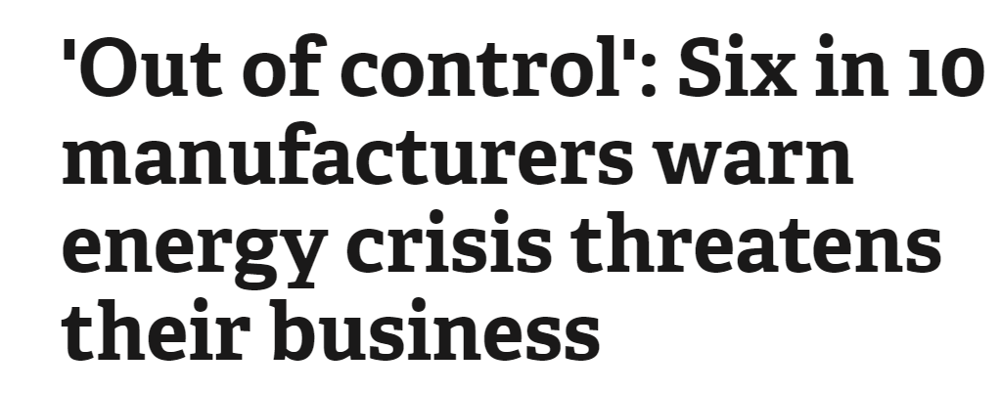 'Out of control': Six in 10
manufacturers warn
energy crisis threatens
their business